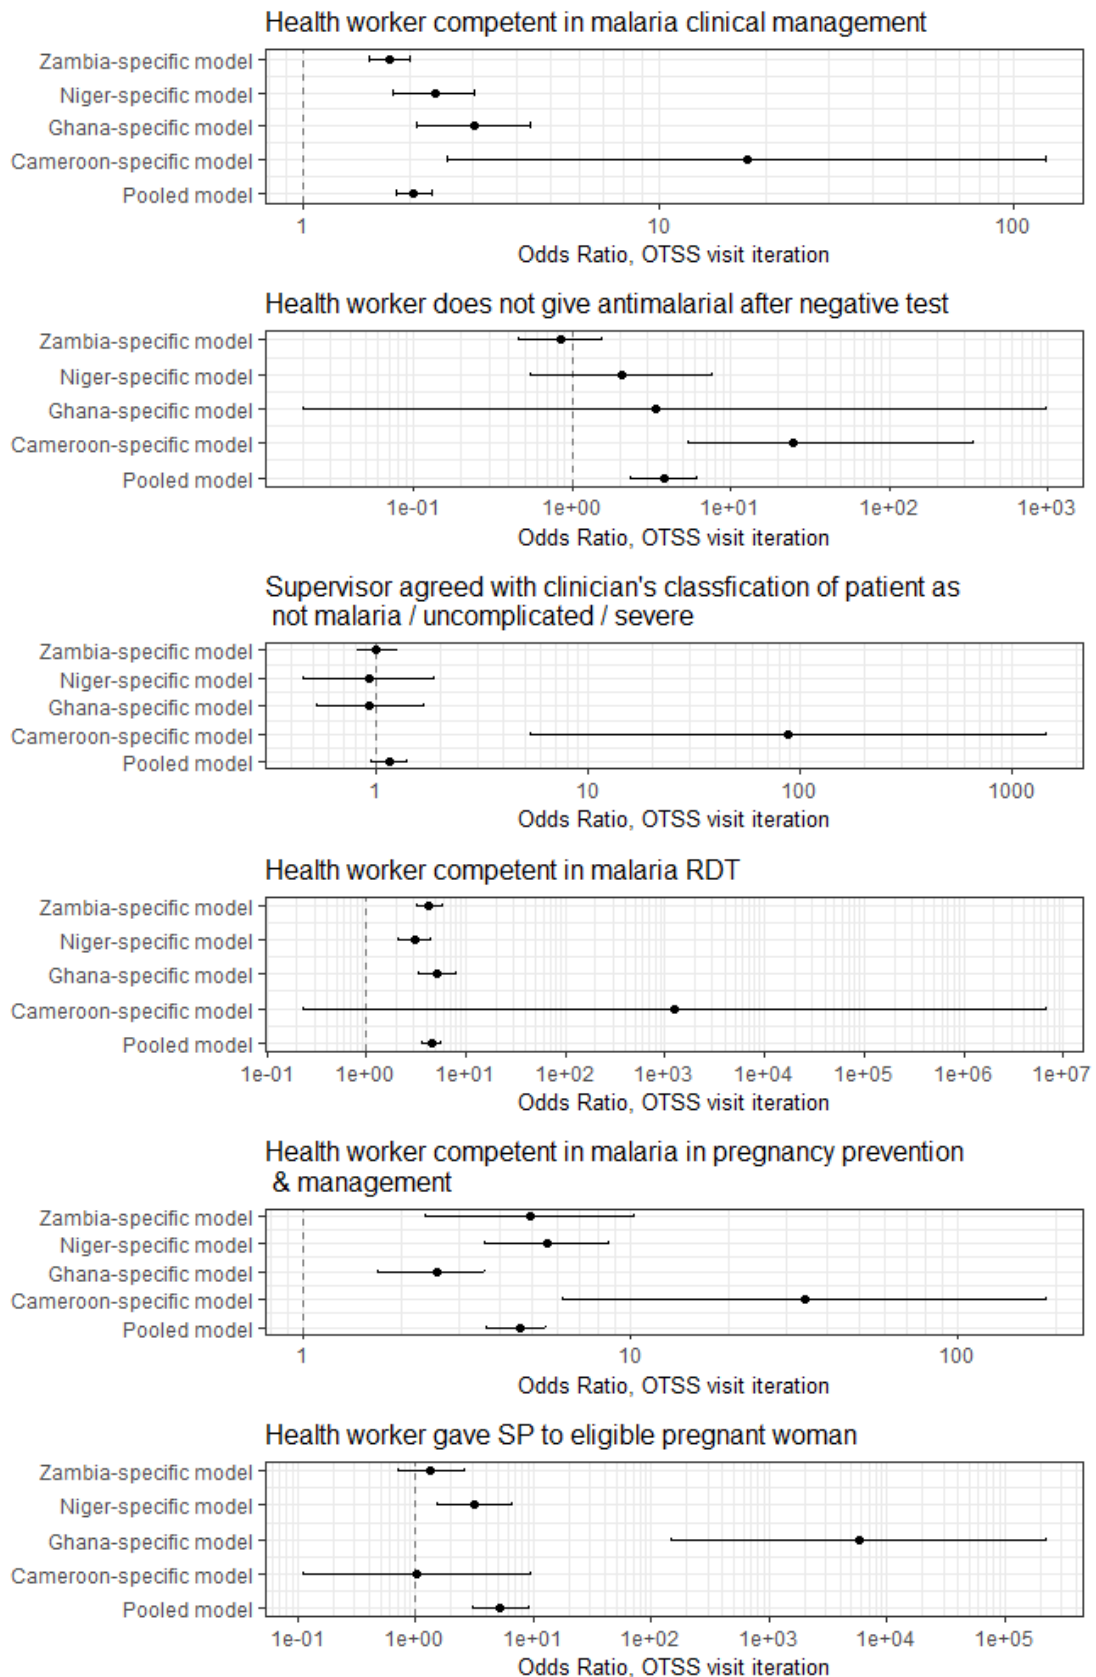 Health worker competent in malaria clinical management
Zambia-specific model
Niger-specific model
Ghana-specific model
Cameroon-specific model
Pooled model
1 10 100
Odds Ratio, OTSS visit iteration
Health worker does not give antimalarial after negative test
Zambia-specific model
Niger-specific model
Ghana-specific model
Cameroon-specific model
Pooled model
1e-01 1e+00 1e+01 1e+02 1e+03
Odds Ratio, OTSS visit iteration
Supervisor agreed with clinician's classfication of patient as
not malaria / uncomplicated / severe
Zambia-specific model
Niger-specific model
Ghana-specific model
Cameroon-specific model
Pooled model
1 10 100 1000
Odds Ratio, OTSS visit iteration
Health worker competent in malaria RDT
Zambia-specific model
Niger-specific model
Ghana-specific model
Cameroon-specific model
Pooled model
1e-01 1e+00 1e+01 1e+02 1e+03 1e+04 1e+05 1e+06 1e+07
Odds Ratio, OTSS visit iteration
Health worker competent in malaria in pregnancy prevention
& management
Zambia-specific model
Niger-specific model
Ghana-specific model
Cameroon-specific model
Pooled model
1 10 100
Odds Ratio, OTSS visit iteration
Health worker gave SP to eligible pregnant woman
Zambia-specific model
Niger-specific model
Ghana-specific model
Cameroon-specific model
Pooled model
1e-01 1e+00 1e+01 1e+02 1e+03 1e+04 1e+05
Odds Ratio, OTSS visit iteration